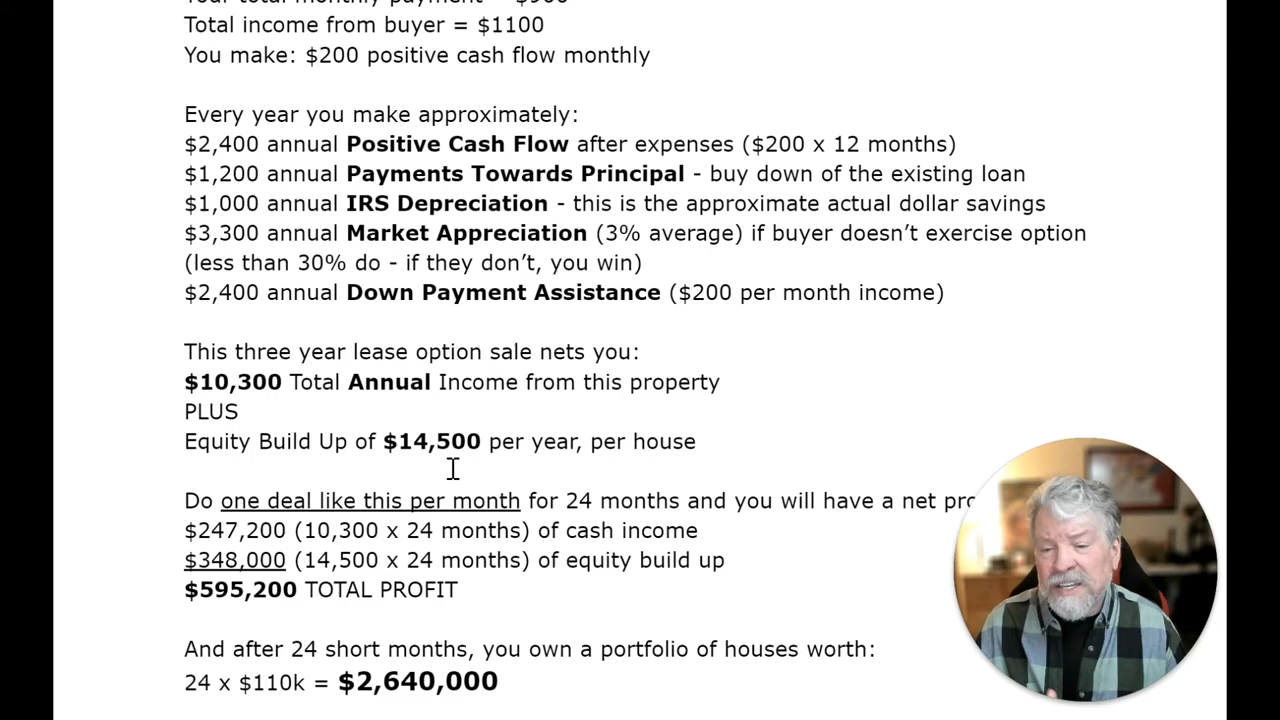 Total income from buyer = $1100
You make: $200 positive cash flow monthly
Every year you make approximately:
$2,400 annual Positive Cash Flow after expenses ($200 x 12 months)
$1,200 annual Payments Towards Principal - buy down of the existing loan
$1,000 annual IRS Depreciation - this is the approximate actual dollar savings
$3,300 annual Market Appreciation (3% average) if buyer doesn’t exercise option
(less than 30% do - if they don’t, you win)
$2,400 annual Down Payment Assistance ($200 per month income)
This three year lease option sale nets you:
$10,300 Total Annual Income from this property
PLUS
Equity Build Up of $14,500 per year, per house
Do one deal like this per month for 24 months and you will have a net
$247,200 (10,300 x 24 months) of cash income
$348,000 (14,500 x 24 months) of equity build up
$595,200 TOTAL PROFIT
And after 24 short months, you own a portfolio of houses worth:
24 x $110k = $2,640,000